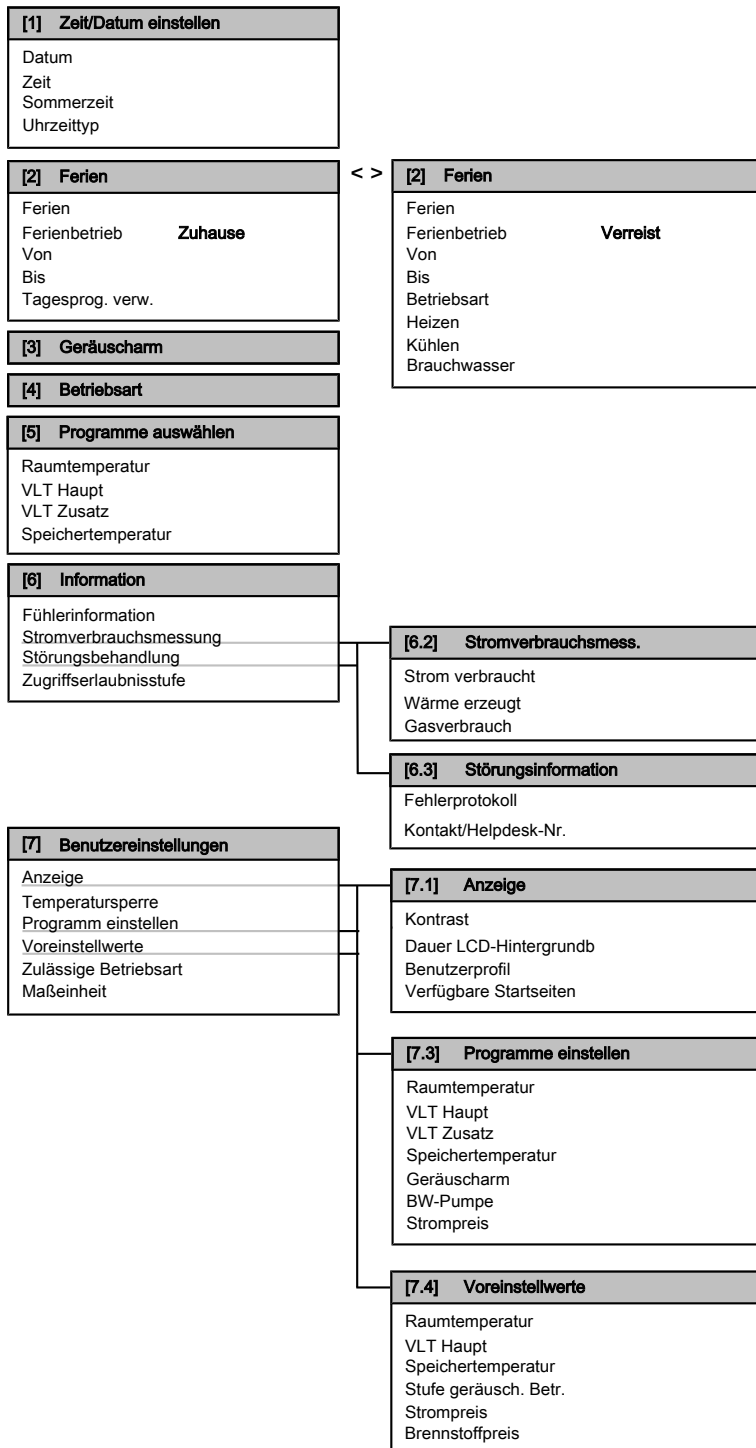 [1] Zeit/Datum einstellen
Datum
Zeit
Sommerzeit
Uhrzeittyp
[2] Ferien
Ferien
Ferienbetrieb Zuhause
Von
Bis
Tagesprog. verw.
< >
[2] Ferien
Ferien
Ferienbetrieb Verreist
Von
Bis
Betriebsart
Heizen
Kühlen
Brauchwasser
[3] Geräuscharm
[4] Betriebsart
[5] Programme auswählen
Raumtemperatur
VLT Haupt
VLT Zusatz
Speichertemperatur
[6] Information
Fühlerinformation
Stromverbrauchsmessung
Störungsbehandlung
Zugriffserlaubnisstufe
[6.2] Stromverbrauchsmess.
Strom verbraucht
Wärme erzeugt
Gasverbrauch
[6.3] Störungsinformation
Fehlerprotokoll
Kontakt/Helpdesk-Nr.
[7] Benutzereinstellungen
Anzeige
Temperatursperre
Programm einstellen
Voreinstellwerte
Zulässige Betriebsart
Maßeinheit
[7.1] Anzeige
Kontrast
Dauer LCD-Hintergrundb
Benutzerprofil
Verfügbare Startseiten
[7.3] Programme einstellen
Raumtemperatur
VLT Haupt
VLT Zusatz
Speichertemperatur
Geräuscharm
BW-Pumpe
Strompreis
[7.4] Voreinstellwerte
Raumtemperatur
VLT Haupt
Speichertemperatur
Stufe geräusch. Betr.
Strompreis
Brennstoffpreis